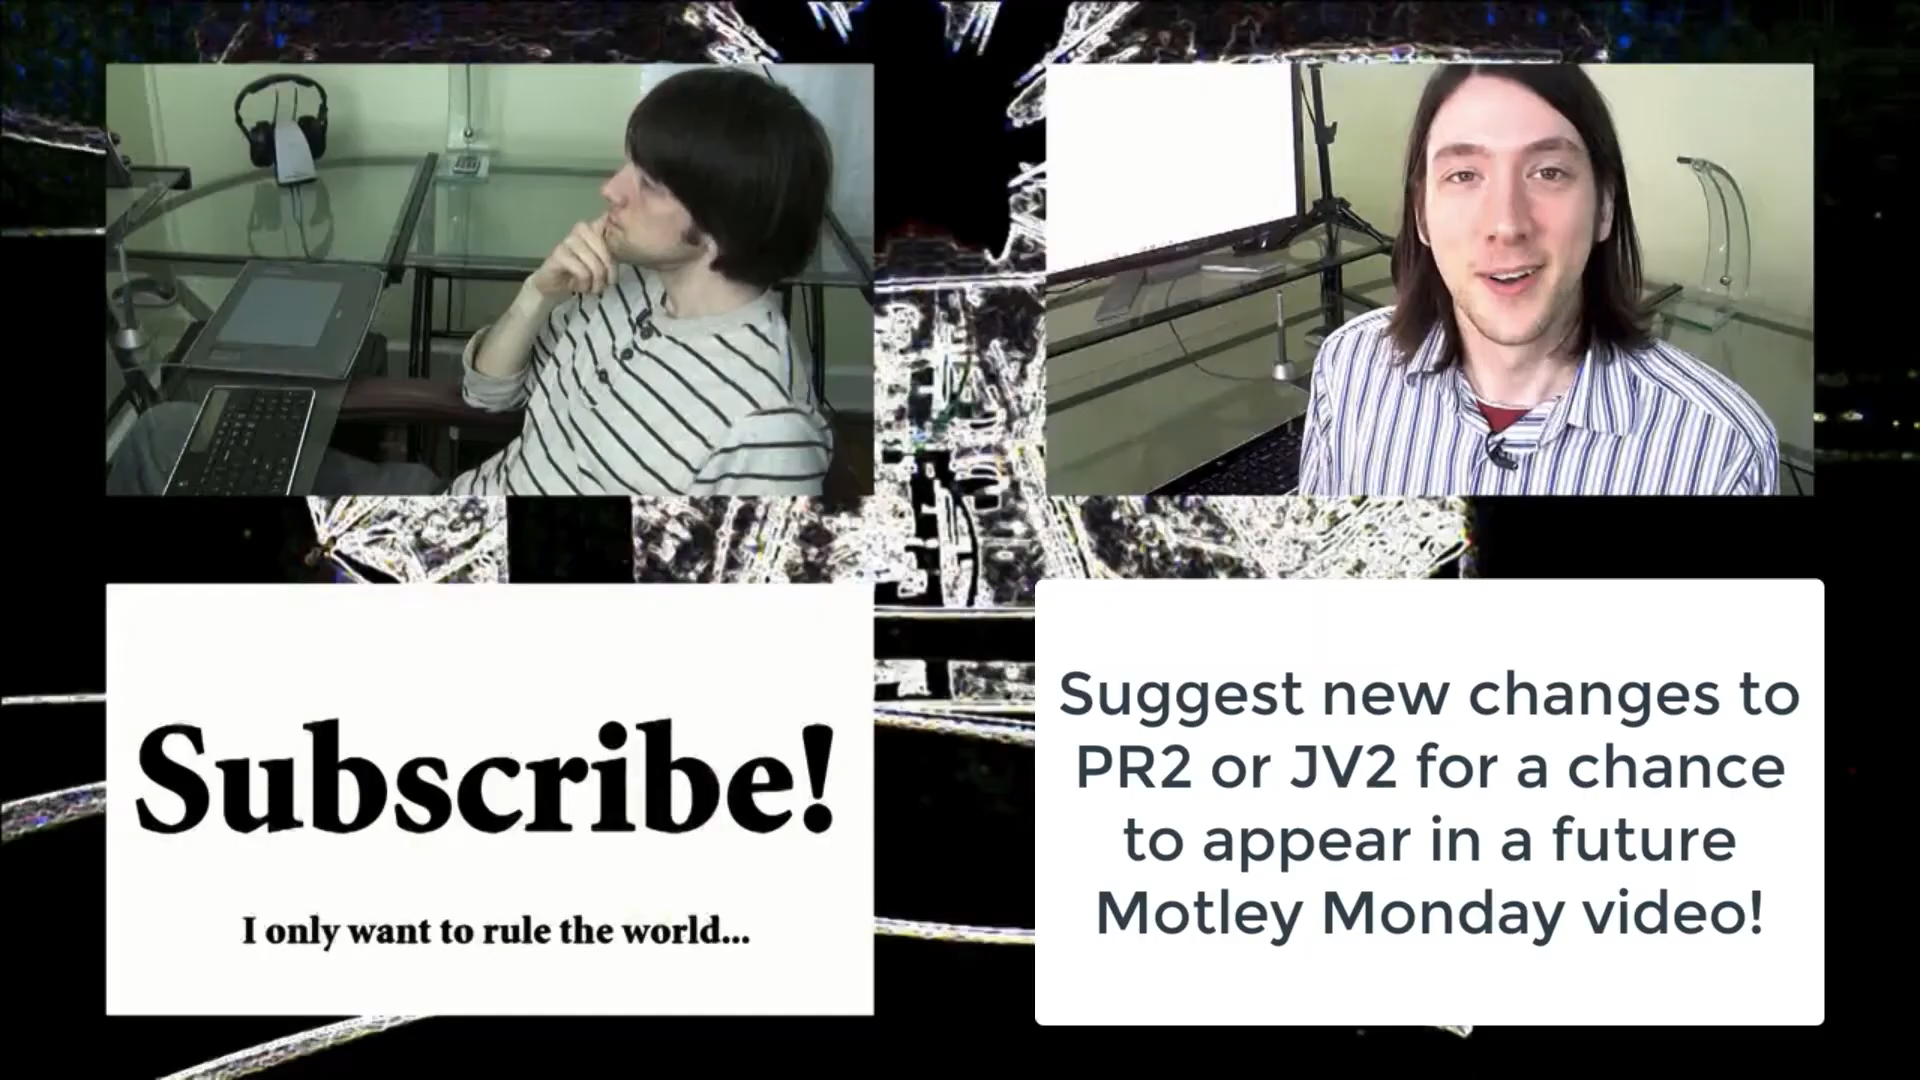 Subscribe!
I only want to rule the world...
Suggest new changes to
PR2 or JV2 for a chance
to appear in a future
Motley Monday video!